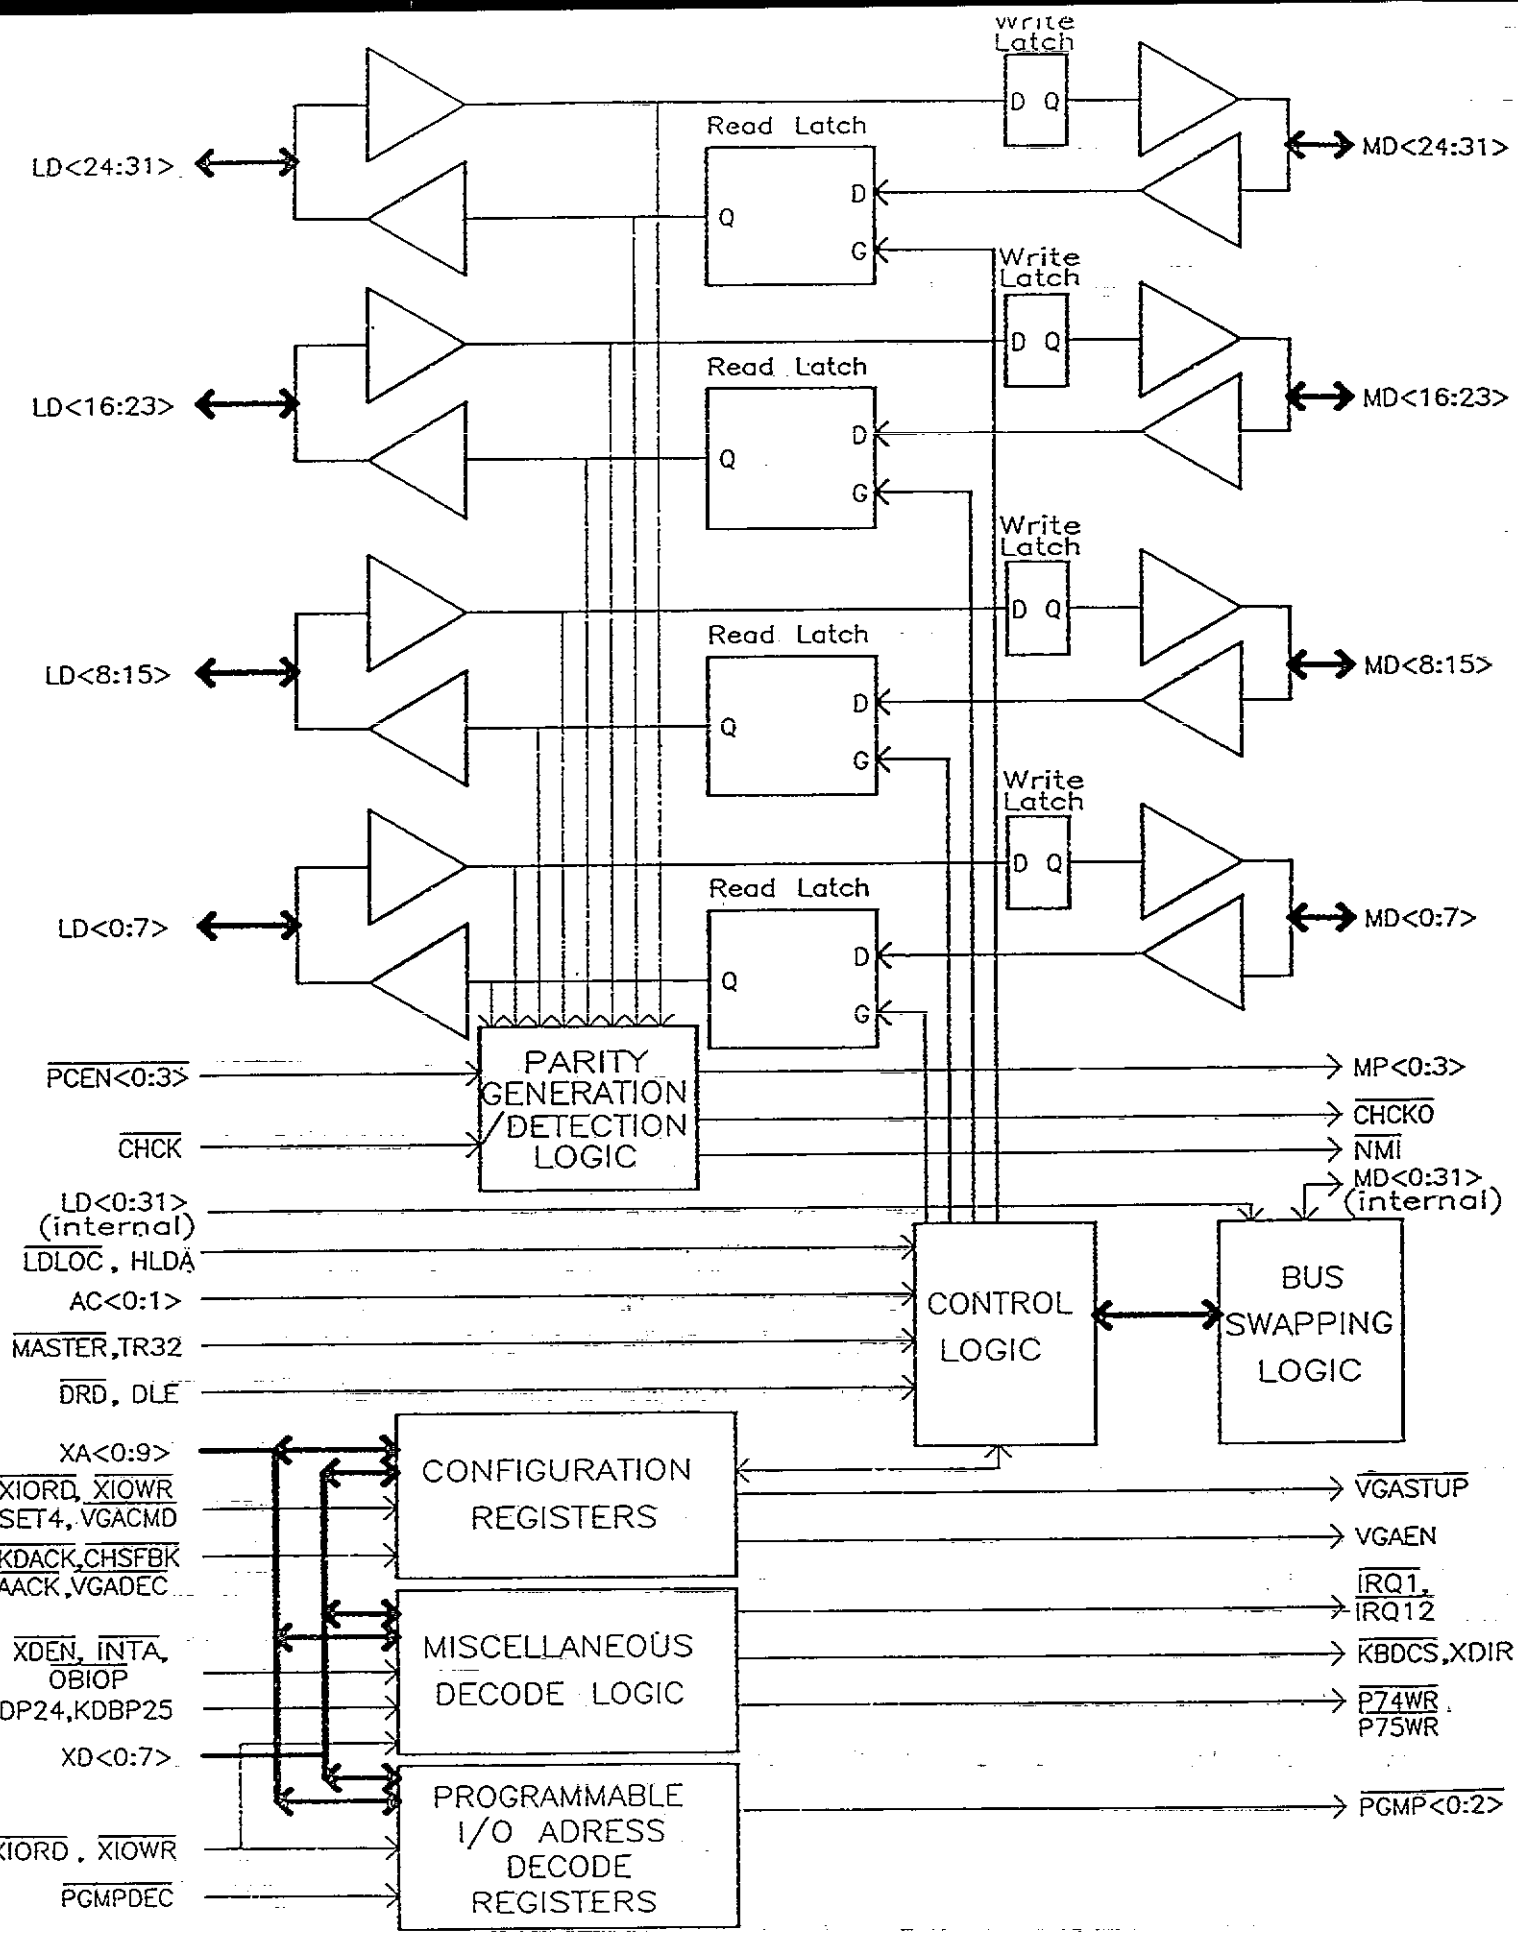 Write
Latch
D Q
Read Latch
LD<24:31>
MD<24:31>
D
Q
G
Write
Latch
D Q
Read Latch
LD<16:23>
MD<16:23>
D
Q
G
Write
Latch
D Q
Read Latch
LD<8:15>
MD<8:15>
D
Q
G
Write
Latch
D Q
Read Latch
LD<0:7>
MD<0:7>
D
Q
G
PCEN<0:3>
CHCK
PARITY
GENERATION
/DETECTION
LOGIC
MP<0:3>
CHCKO
NMI
MD<0:31>
(internal)
LD<0:31>
(internal)
LDLOC, HLDA
AC<0:1>
MASTER,TR32
DRD, DLE
CONTROL
LOGIC
BUS
SWAPPING
LOGIC
XA<0:9>
XIORD, XIOWR
SET4, VGACMD
KDACK,CHSFBK
AACK,VGADEC
CONFIGURATION
REGISTERS
VGASTUP
VGAEN
IRQ1,
IRQ12
XDEN, INTA,
OBIOP
DP24,KDBP25
XD<0:7>
MISCELLANEOUS
DECODE LOGIC
KBDCS,XDIR
P74WR
P75WR
XIORD, XIOWR
PGMPDEC
PROGRAMMABLE
I/O ADRESS
DECODE
REGISTERS
PGMP<0:2>